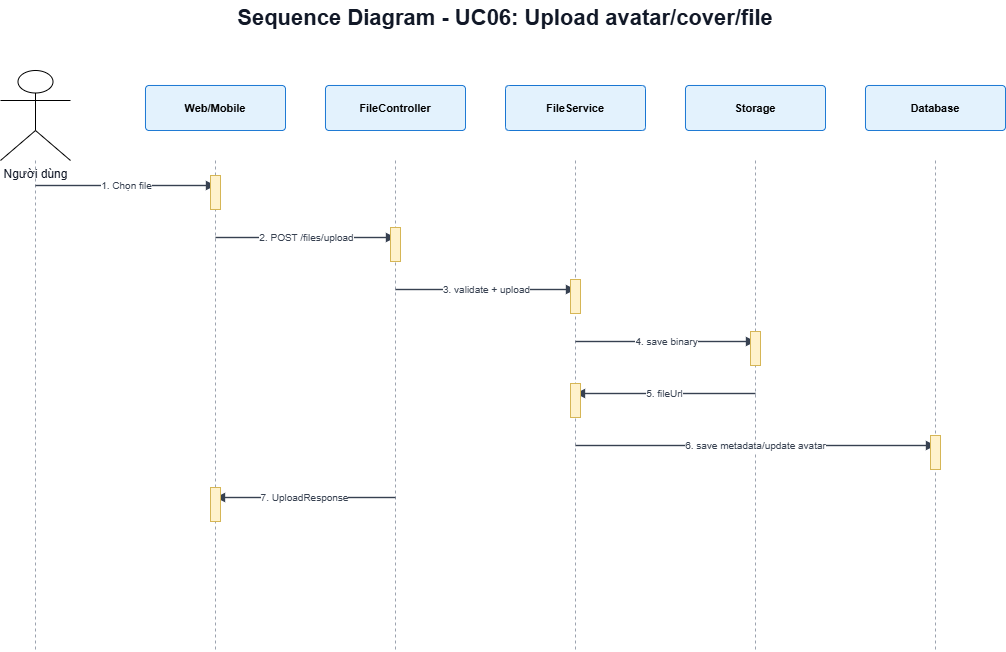 Sequence Diagram - UC06: Upload avatar/cover/file
Web/Mobile
FileController
FileService
Storage
Database
Người dùng
1. Chọn file
2. POST /files/upload
3. validate + upload
4. save binary
5. fileUrl
6. save metadata/update avatar
7. UploadResponse